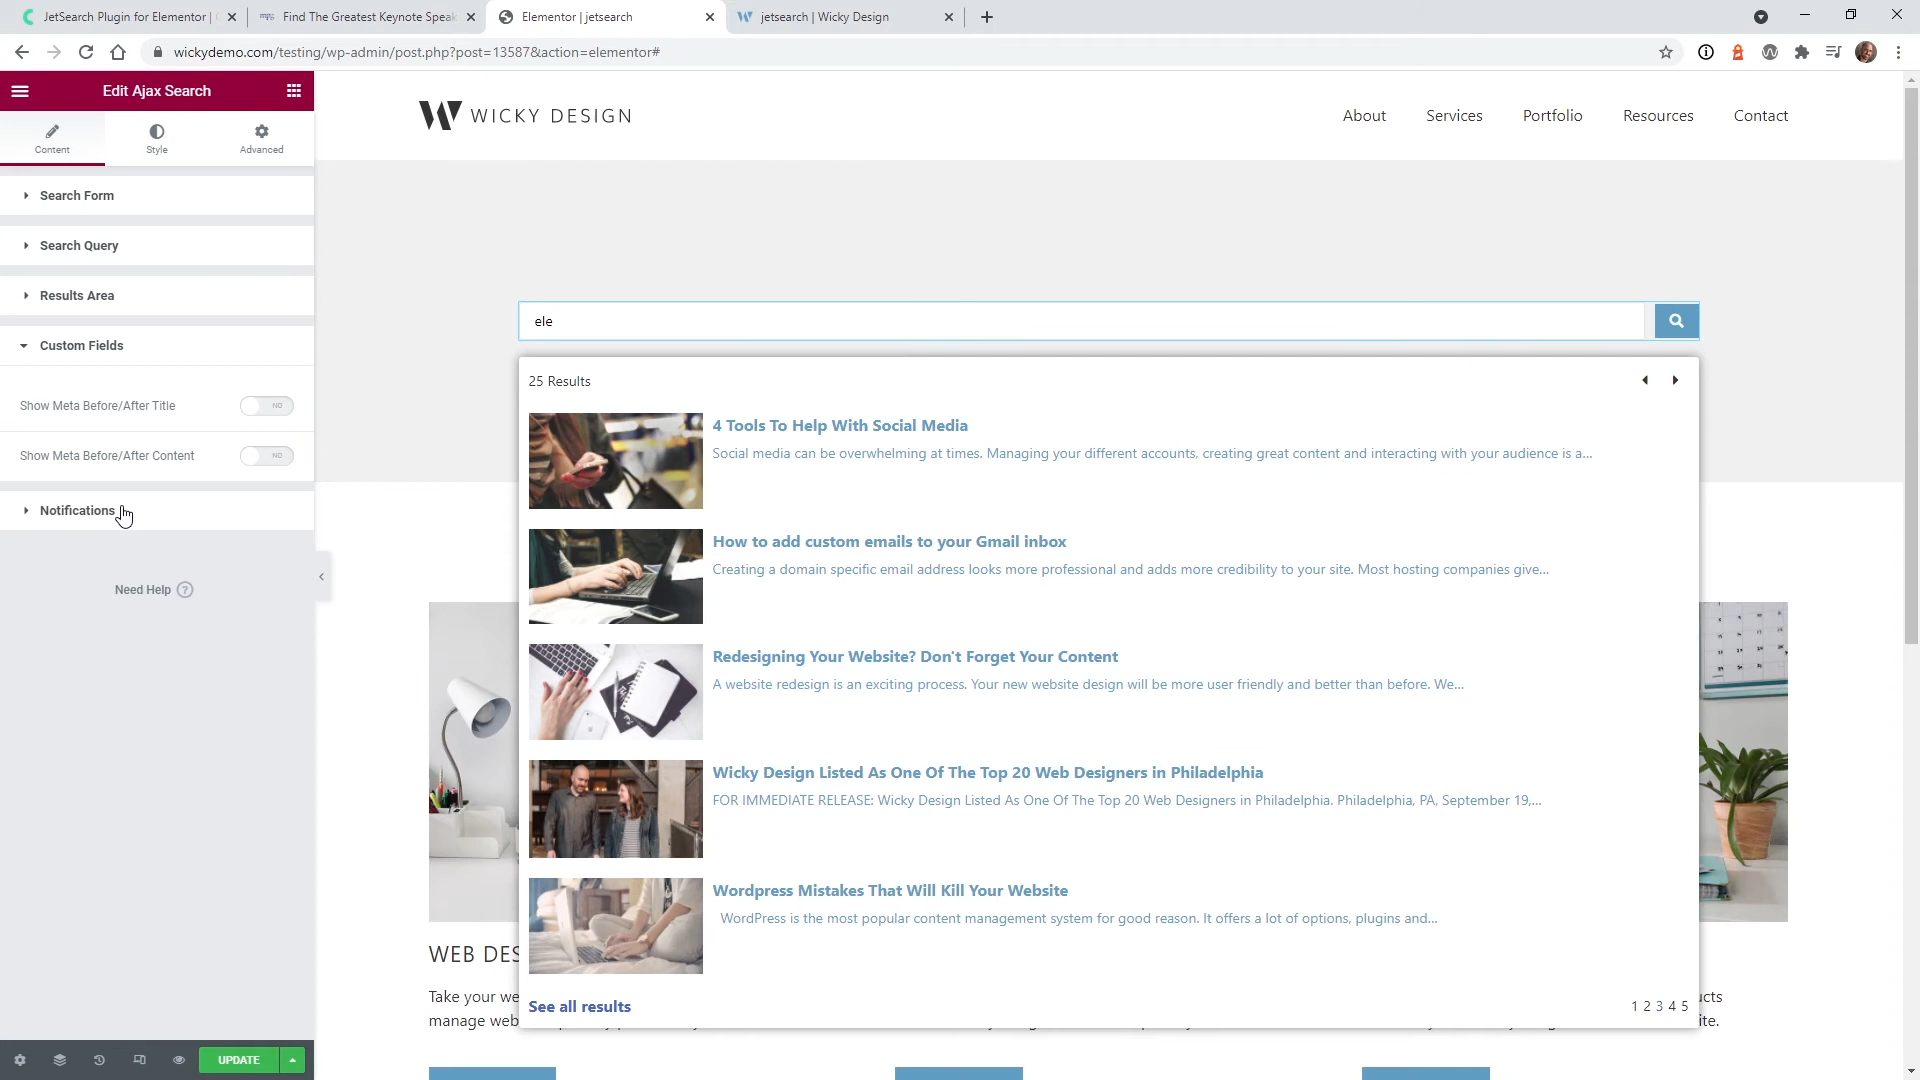 JetSearch Plugin for Elementor |
Find The Greatest Keynote Speak
Elementor | jetsearch
jetsearch | Wicky Design
wickydemo.com/testing/wp-admin/post.php?post=13587&action=elementor#
Edit Ajax Search
Content
Style
Advanced
Search Form
Search Query
Results Area
Custom Fields
Show Meta Before/After Title
NO
Show Meta Before/After Content
NO
Notifications
Need Help ?
UPDATE
W WICKY DESIGN
About
Services
Portfolio
Resources
Contact
ele
25 Results
4 Tools To Help With Social Media
Social media can be overwhelming at times. Managing your different accounts, creating great content and interacting with your audience is a...
How to add custom emails to your Gmail inbox
Creating a domain specific email address looks more professional and adds more credibility to your site. Most hosting companies give...
Redesigning Your Website? Don't Forget Your Content
A website redesign is an exciting process. Your new website design will be more user friendly and better than before. We...
Wicky Design Listed As One Of The Top 20 Web Designers in Philadelphia
FOR IMMEDIATE RELEASE: Wicky Design Listed As One Of The Top 20 Web Designers in Philadelphia. Philadelphia, PA, September 19,...
Wordpress Mistakes That Will Kill Your Website
WordPress is the most popular content management system for good reason. It offers a lot of options, plugins and...
See all results
1 2 3 4 5
WEB DES
Take your we
manage web
ucts
ite.